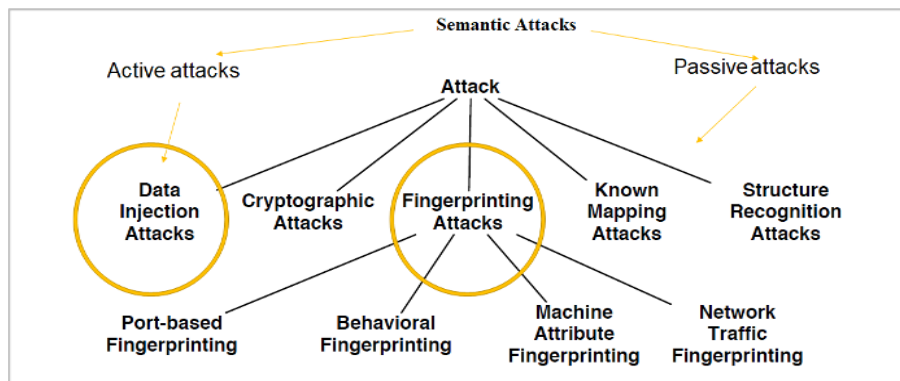 Semantic Attacks
Active attacks
Passive attacks
Attack
Data
Injection
Attacks
Cryptographic
Attacks
Fingerprinting
Attacks
Known
Mapping
Attacks
Structure
Recognition
Attacks
Port-based
Fingerprinting
Behavioral
Fingerprinting
Machine
Attribute
Fingerprinting
Network
Traffic
Fingerprinting